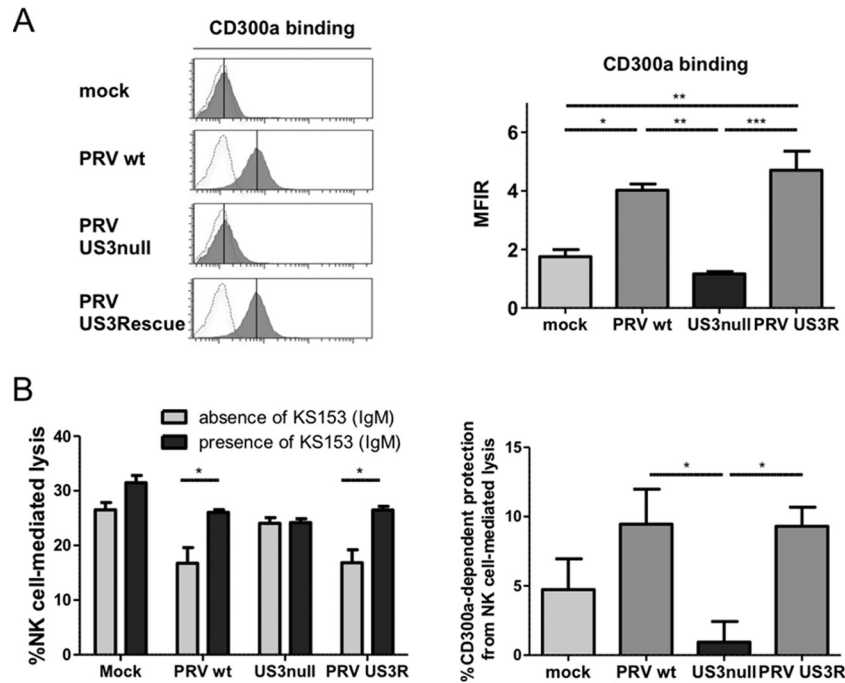 A
CD300a binding
mock
PRV wt
PRV
US3null
PRV
US3Rescue
CD300a binding
**
* ** ***
MFIR
6
4
2
0
mock PRV wt US3null PRV US3R
B
absence of KS153 (IgM)
presence of KS153 (IgM)
%NK cell-mediated lysis
40
30
20
10
0
* *
Mock PRV wt US3null PRV US3R
%CD300a-dependent protection
from NK cell-mediated lysis
15
10
5
0
* *
mock PRV wt US3null PRV US3R